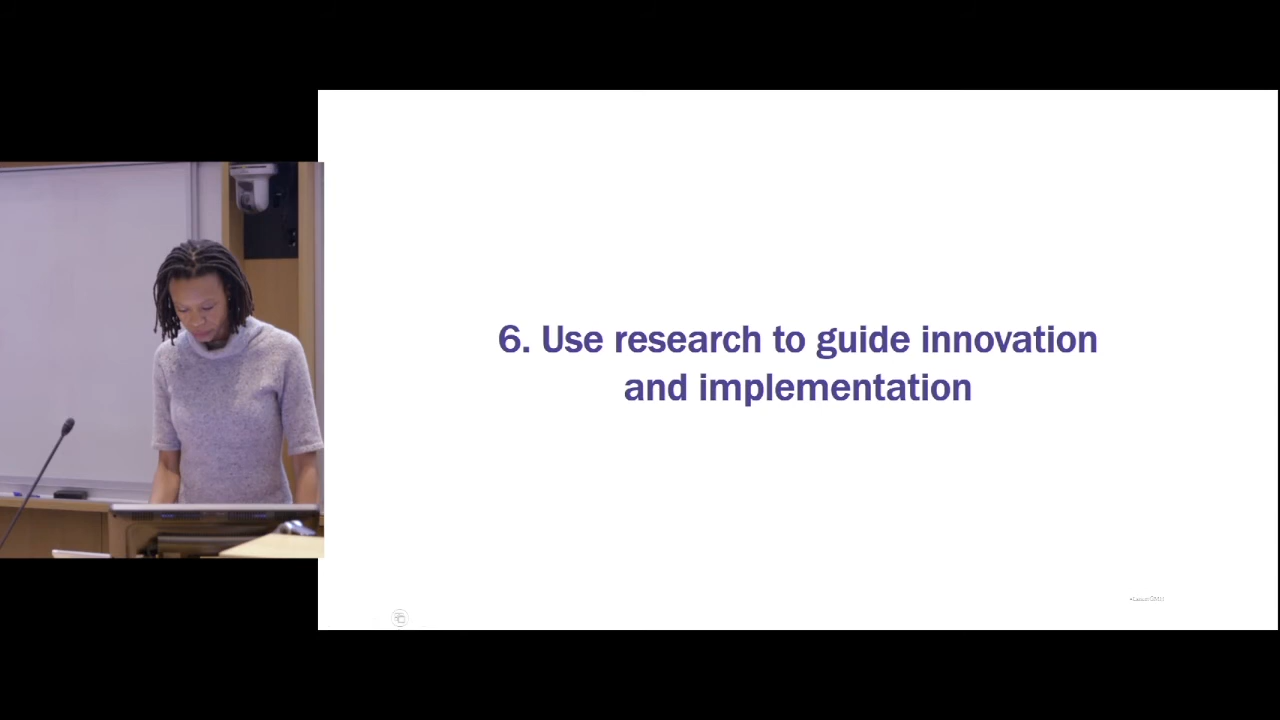 6. Use research to guide innovation
and implementation